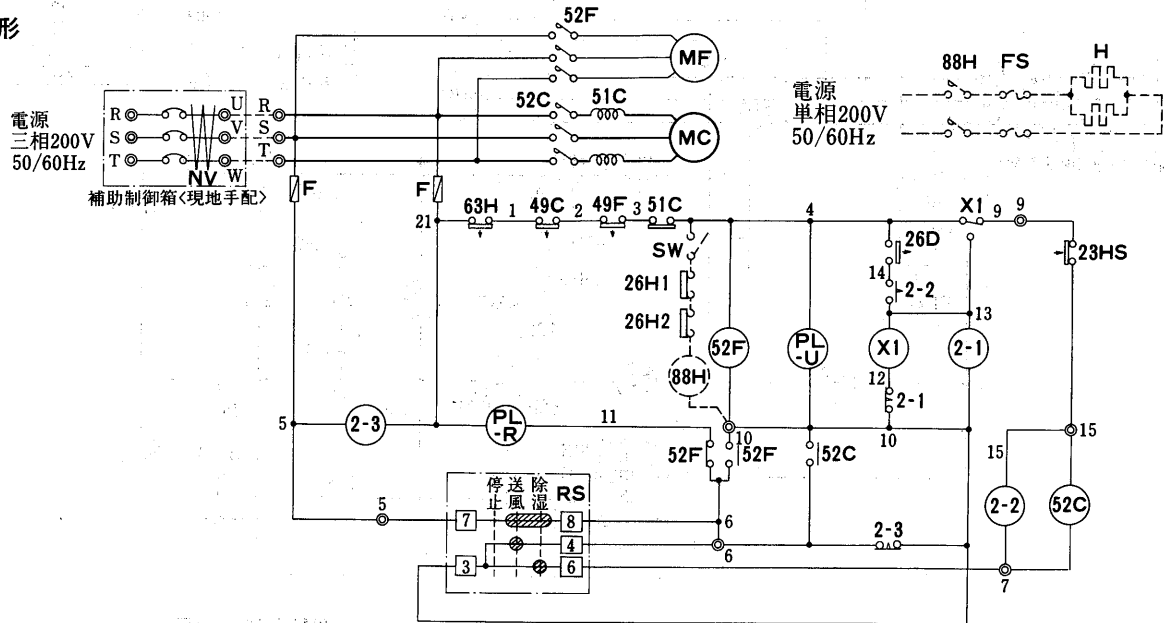 形
52F
MF
88H FS H
電源
単相200V
50/60Hz
電源
三相200V
50/60Hz
R U R
S V S
T W T
NV
補助制御箱<現地手配>
52C 51C
MC
F F
21 63H 1 49C 2 49F 3 51C 4 X1 9 9
SW
26D
23HS
26H1
14
2-2
26H2
13
52F
PL-U
X1
2-1
88H
12
2-1
5 2-3 PL-R 11
10 10 15
52F 52F 52C
15
停止 送風 除湿 RS
2-2 52C
5 7 8 6
4 6 2-3
3 6 7